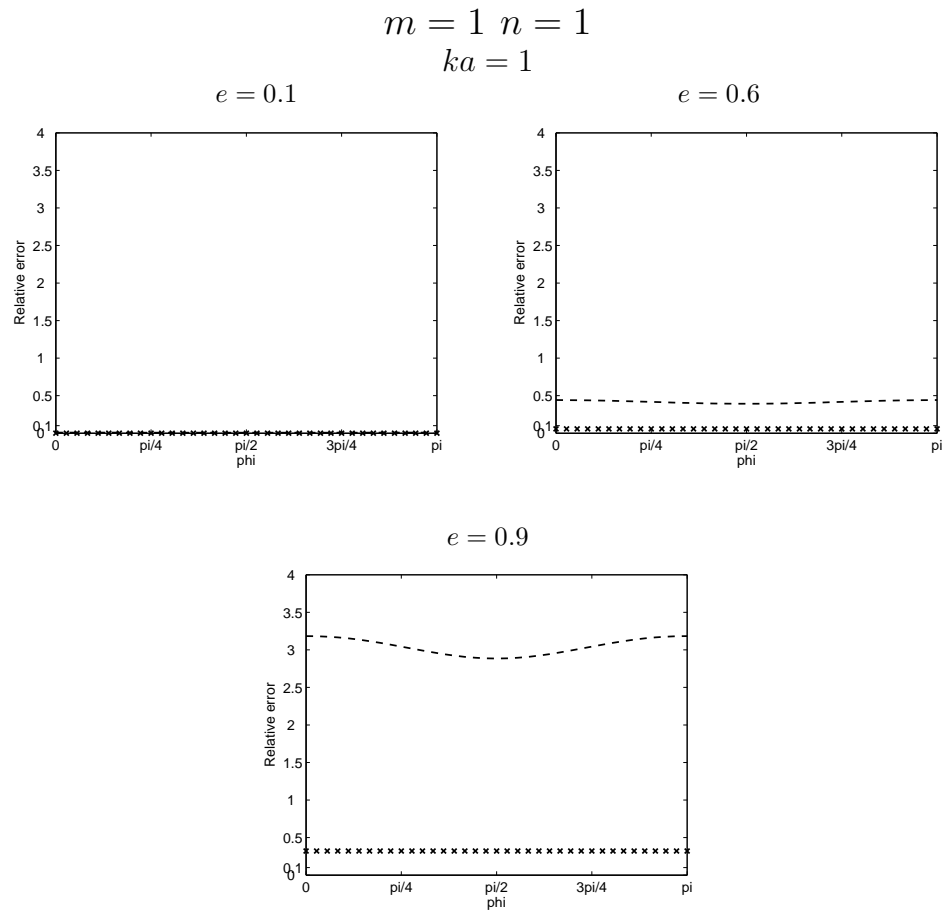 m = 1 n = 1
ka = 1
e = 0.1
4
3.5
3
2.5
2
1.5
1
0.5
0.1
0
Relative error
0 pi/4 pi/2 3pi/4 pi
phi
e = 0.6
4
3.5
3
2.5
2
1.5
1
0.5
0.1
0
Relative error
0 pi/4 pi/2 3pi/4 pi
phi
e = 0.9
4
3.5
3
2.5
2
1.5
1
0.5
0.1
0
Relative error
0 pi/4 pi/2 3pi/4 pi
phi